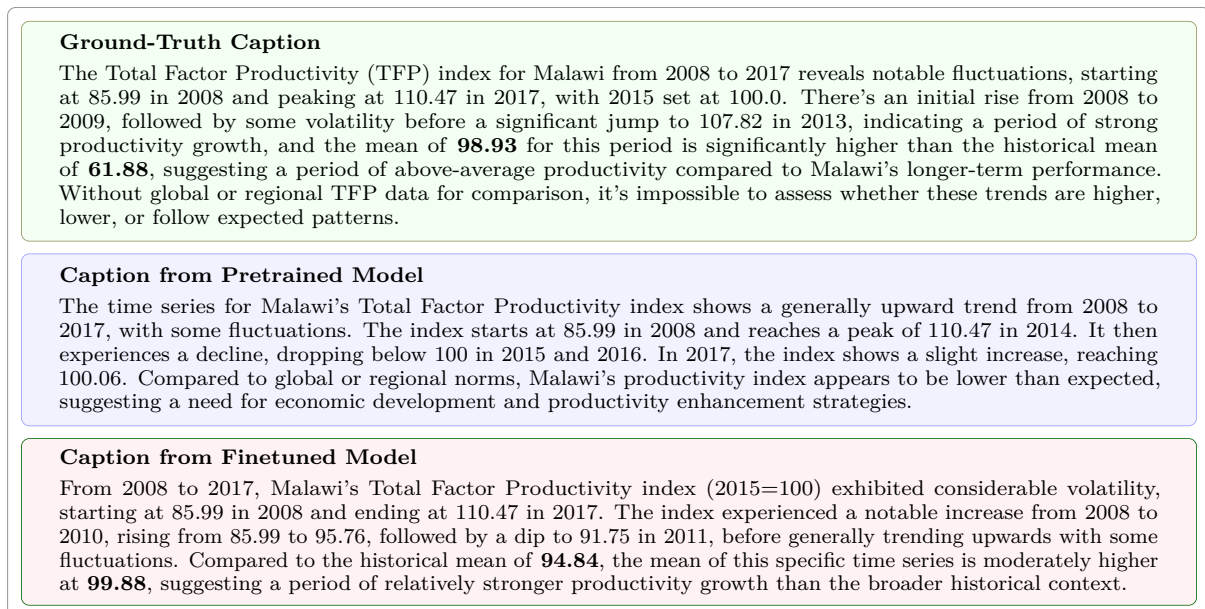 Ground-Truth Caption
The Total Factor Productivity (TFP) index for Malawi from 2008 to 2017 reveals notable fluctuations, starting
at 85.99 in 2008 and peaking at 110.47 in 2017, with 2015 set at 100.0. There's an initial rise from 2008 to
2009, followed by some volatility before a significant jump to 107.82 in 2013, indicating a period of strong
productivity growth, and the mean of 98.93 for this period is significantly higher than the historical mean
of 61.88, suggesting a period of above-average productivity compared to Malawi's longer-term performance.
Without global or regional TFP data for comparison, it's impossible to assess whether these trends are higher,
lower, or follow expected patterns.
Caption from Pretrained Model
The time series for Malawi's Total Factor Productivity index shows a generally upward trend from 2008 to
2017, with some fluctuations. The index starts at 85.99 in 2008 and reaches a peak of 110.47 in 2014. It then
experiences a decline, dropping below 100 in 2015 and 2016. In 2017, the index shows a slight increase, reaching
100.06. Compared to global or regional norms, Malawi's productivity index appears to be lower than expected,
suggesting a need for economic development and productivity enhancement strategies.
Caption from Finetuned Model
From 2008 to 2017, Malawi's Total Factor Productivity index (2015=100) exhibited considerable volatility,
starting at 85.99 in 2008 and ending at 110.47 in 2017. The index experienced a notable increase from 2008 to
2010, rising from 85.99 to 95.76, followed by a dip to 91.75 in 2011, before generally trending upwards with some
fluctuations. Compared to the historical mean of 94.84, the mean of this specific time series is moderately higher
at 99.88, suggesting a period of relatively stronger productivity growth than the broader historical context.